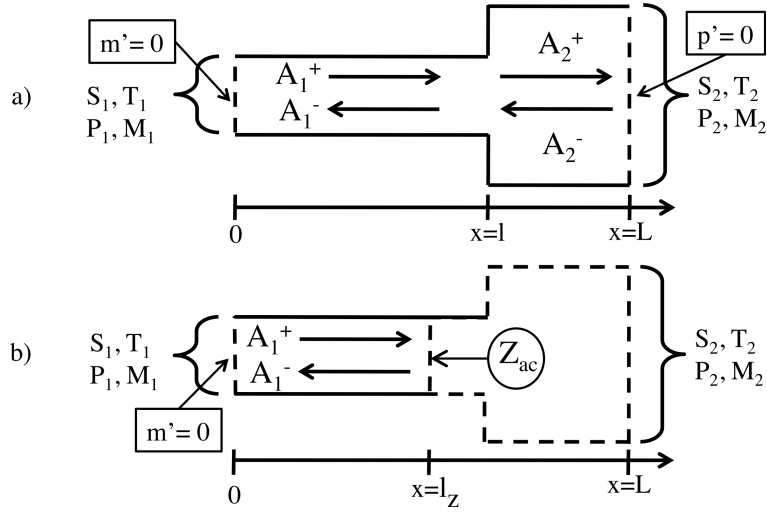 a)
m’= 0
p’= 0
S₁, T₁
P₁, M₁
A₁⁺
A₁⁻
A₂⁺
A₂⁻
S₂, T₂
P₂, M₂
0
x=l
x=L
b)
S₁, T₁
P₁, M₁
A₁⁺
A₁⁻
Zac
S₂, T₂
P₂, M₂
m’= 0
0
x=l_z
x=L